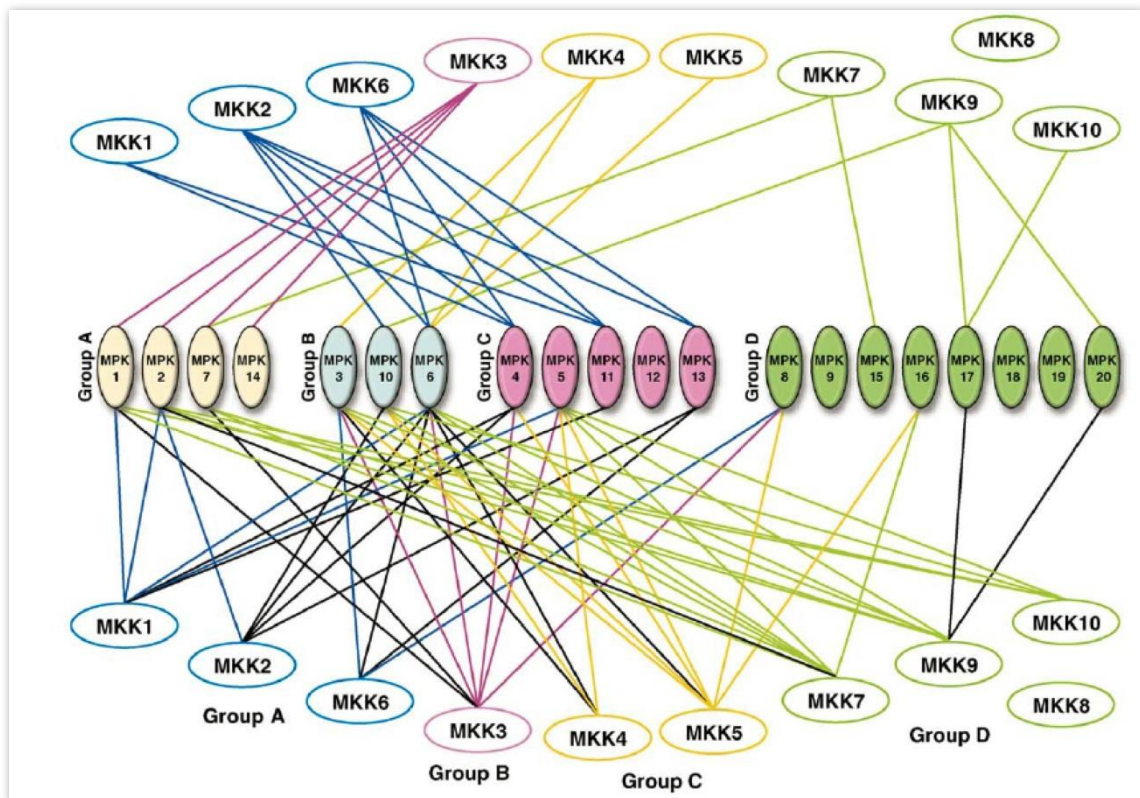 MKK8
MKK3
MKK4
MKK5
MKK7
MKK6
MKK9
MKK2
MKK10
MKK1
Group A
MPK 1
MPK 2
MPK 7
MPK 14
Group B
MPK 3
MPK 10
MPK 6
Group C
MPK 4
MPK 5
MPK 11
MPK 12
MPK 13
Group D
MPK 8
MPK 9
MPK 15
MPK 16
MPK 17
MPK 18
MPK 19
MPK 20
MKK1
MKK10
MKK2
MKK9
MKK6
MKK7
MKK8
MKK3
MKK4
MKK5
Group A
Group D
Group B
Group C